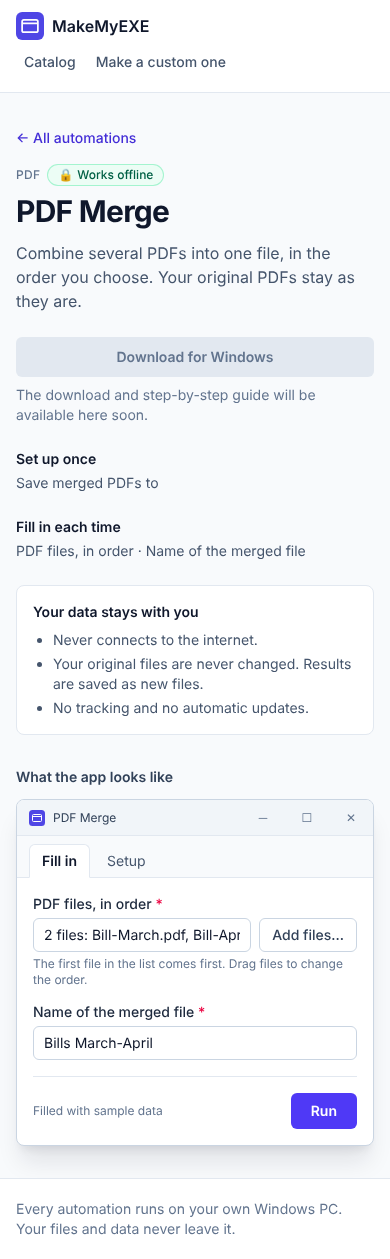 MakeMyEXE
Catalog Make a custom one
← All automations
PDF 🔒 Works offline
PDF Merge
Combine several PDFs into one file, in the
order you choose. Your original PDFs stay as
they are.
Download for Windows
The download and step-by-step guide will be
available here soon.
Set up once
Save merged PDFs to
Fill in each time
PDF files, in order · Name of the merged file
Your data stays with you
• Never connects to the internet.
• Your original files are never changed. Results
are saved as new files.
• No tracking and no automatic updates.
What the app looks like
PDF Merge
Fill in Setup
PDF files, in order *
2 files: Bill-March.pdf, Bill-Apr Add files...
The first file in the list comes first. Drag files to change
the order.
Name of the merged file *
Bills March-April
Filled with sample data Run
Every automation runs on your own Windows PC.
Your files and data never leave it.